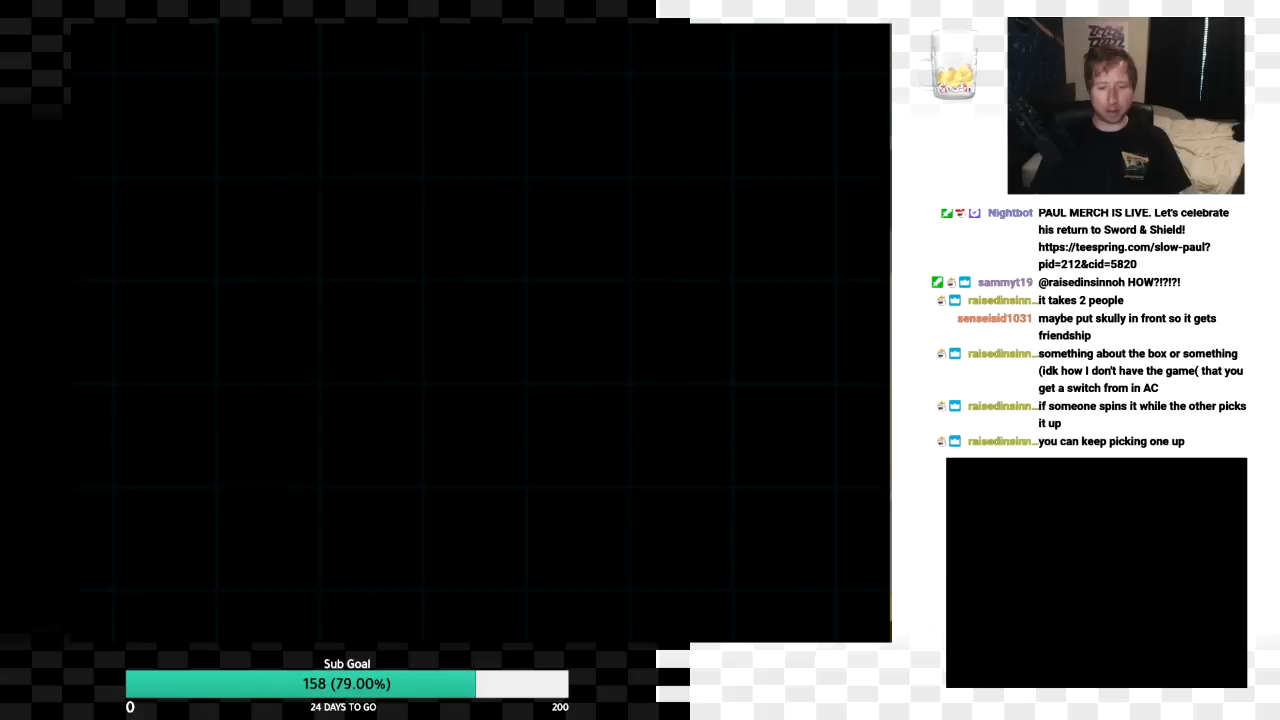 Nightbot PAUL MERCH IS LIVE. Let's celebrate
his return to Sword & Shield!
https://teespring.com/slow-paul?
pid=212&cid=5820
sammyt19 @raisedinsinnoh HOW?!?!?!
raisedinsinn... it takes 2 people
senseisid1031 maybe put skully in front so it gets
friendship
raisedinsinn... something about the box or something
(idk how I don't have the game( that you
get a switch from in AC
raisedinsinn... if someone spins it while the other picks
it up
raisedinsinn... you can keep picking one up
Sub Goal
158 (79.00%)
0 24 DAYS TO GO 200